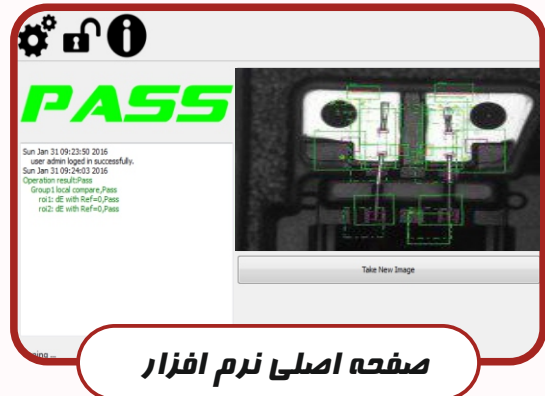 PASS
Sun Jan 31 09:23:50 2016
user admin loged in successfully.
Sun Jan 31 09:24:03 2016
Operation result:Pass
Group1 local compare,Pass
roi1: dE with Ref=0,Pass
roi2: dE with Ref=0,Pass
Take New Image
صفحه اصلی نرم افزار